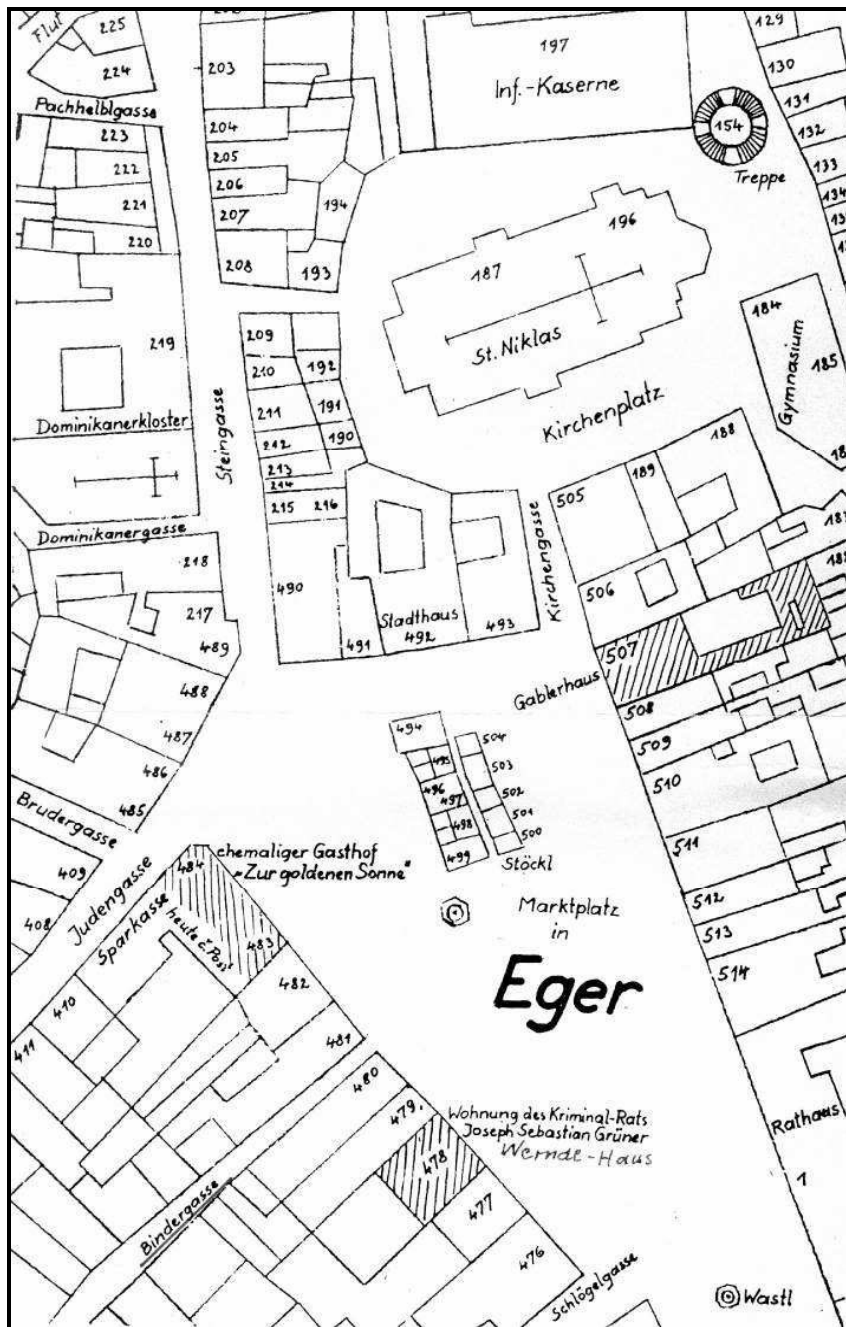 Flut
225
224
Pachhelblgasse
223
222
221
220
219
Dominikanerkloster
Dominikanergasse
218
217
489
488
487
486
485
Brudergasse
409
408
Judengasse
203
204
205
206
207
208
194
193
209
210
211
212
213
214
215
216
192
191
190
Steingasse
490
491
Stadthaus
492
493
197
Inf.-Kaserne
154
Treppe
129
130
131
132
133
134
196
187
St. Niklas
Kirchenplatz
184
185
Gymnasium
188
189
505
506
Kirchengasse
507
Gablerhaus
508
509
510
511
512
513
514
494
495
496
497
498
499
504
503
502
501
500
Stöckl
ehemaliger Gasthof
"Zur goldenen Sonne"
484
483
Sparkasse
heute č. Post
482
481
480
479.
478
477
476
410
411
Marktplatz
in
Eger
Wohnung des Kriminal-Rats
Joseph Sebastian Grüner
Werndl-Haus
Bindergasse
Schlögelgasse
Rathaus
1
Wastl